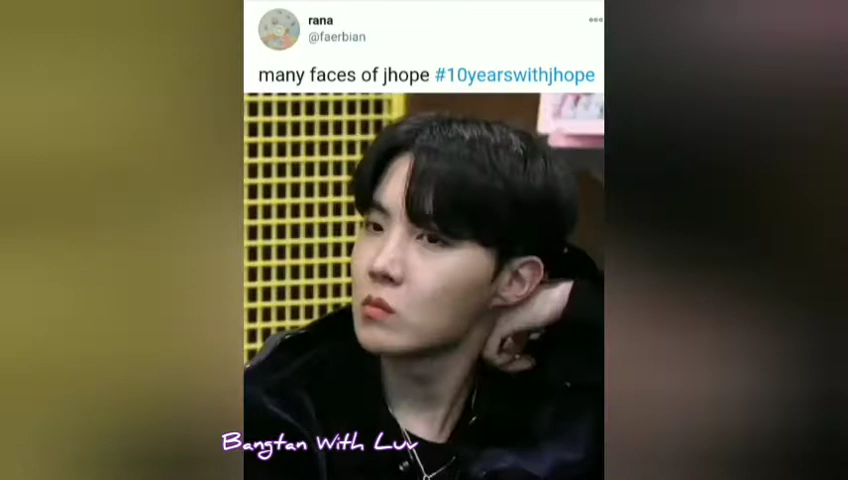 rana
@faerbian
many faces of jhope #10yearswithjhope
Bangtan With Luv